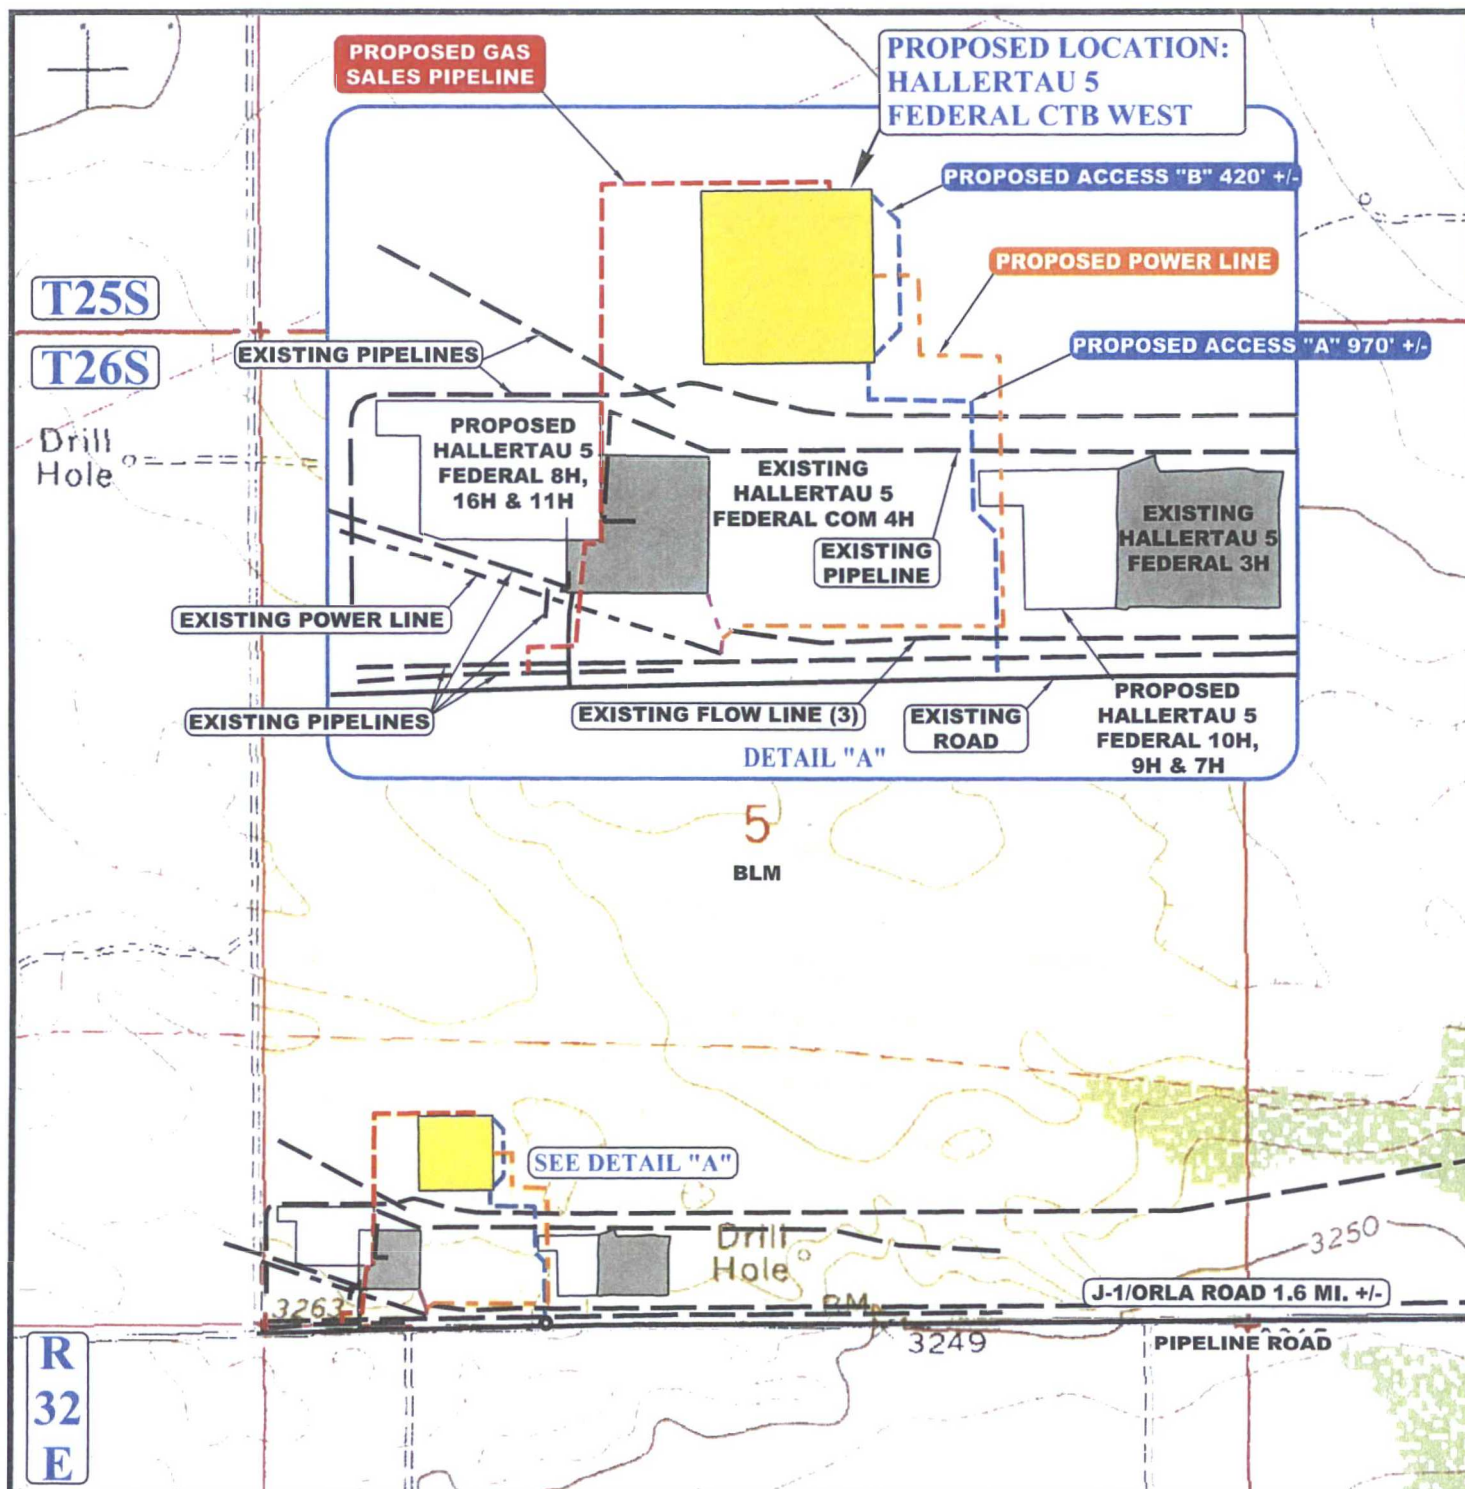 PROPOSED GAS
SALES PIPELINE
PROPOSED LOCATION:
HALLERTAU 5
FEDERAL CTB WEST
PROPOSED ACCESS "B" 420' +/-
PROPOSED POWER LINE
T25S
T26S
EXISTING PIPELINES
PROPOSED ACCESS "A" 970' +/-
Drill
Hole
PROPOSED
HALLERTAU 5
FEDERAL 8H,
16H & 11H
EXISTING
HALLERTAU 5
FEDERAL COM 4H
EXISTING
PIPELINE
EXISTING
HALLERTAU 5
FEDERAL 3H
EXISTING POWER LINE
EXISTING PIPELINES
EXISTING FLOW LINE (3)
EXISTING
ROAD
PROPOSED
HALLERTAU 5
FEDERAL 10H,
9H & 7H
DETAIL "A"
5
BLM
SEE DETAIL "A"
Drill
Hole
3250
3263
BM
J-1/ORLA ROAD 1.6 MI. +/-
3249
PIPELINE ROAD
R
32
E